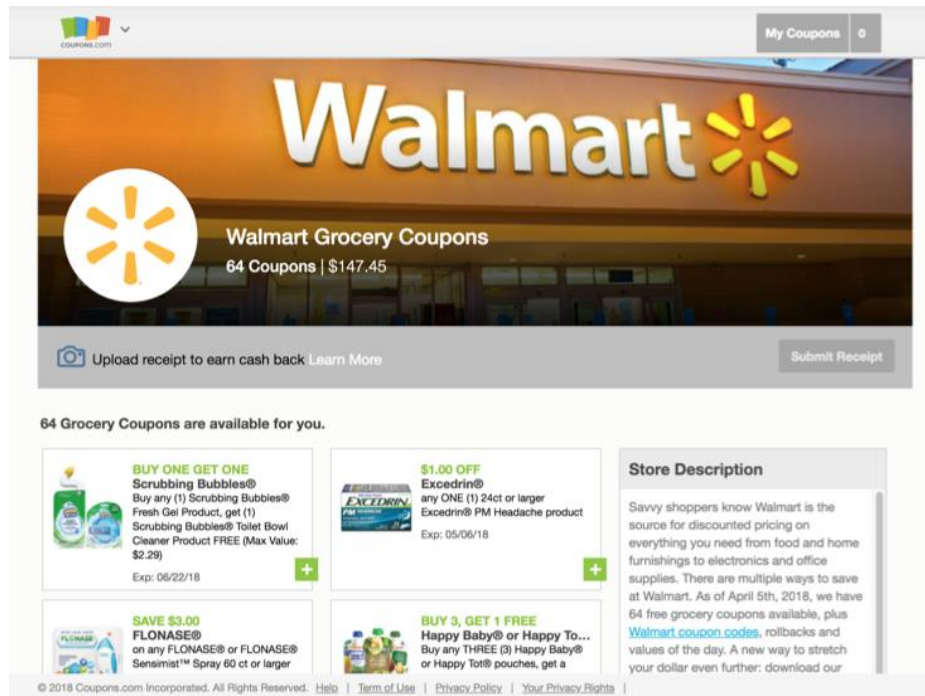 COUPONS.COM
My Coupons 0
Walmart
Walmart Grocery Coupons
64 Coupons | $147.45
Upload receipt to earn cash back Learn More
Submit Receipt
64 Grocery Coupons are available for you.
BUY ONE GET ONE
Scrubbing Bubbles®
Buy any (1) Scrubbing Bubbles®
Fresh Gel Product, get (1)
Scrubbing Bubbles® Toilet Bowl
Cleaner Product FREE (Max Value:
$2.29)
Exp: 06/22/18
+
EXCEDRIN
PM HEADACHE
$1.00 OFF
Excedrin®
any ONE (1) 24ct or larger
Excedrin® PM Headache product
Exp: 05/06/18
+
FLONASE
SAVE $3.00
FLONASE®
on any FLONASE® or FLONASE®
Sensimist™ Spray 60 ct or larger
BUY 3, GET 1 FREE
Happy Baby® or Happy To...
Buy any THREE (3) Happy Baby®
or Happy Tot® pouches, get a
Store Description
Savvy shoppers know Walmart is the
source for discounted pricing on
everything you need from food and home
furnishings to electronics and office
supplies. There are multiple ways to save
at Walmart. As of April 5th, 2018, we have
64 free grocery coupons available, plus
Walmart coupon codes, rollbacks and
values of the day. A new way to stretch
your dollar even further: download our
© 2018 Coupons.com Incorporated. All Rights Reserved. Help | Term of Use | Privacy Policy | Your Privacy Rights |